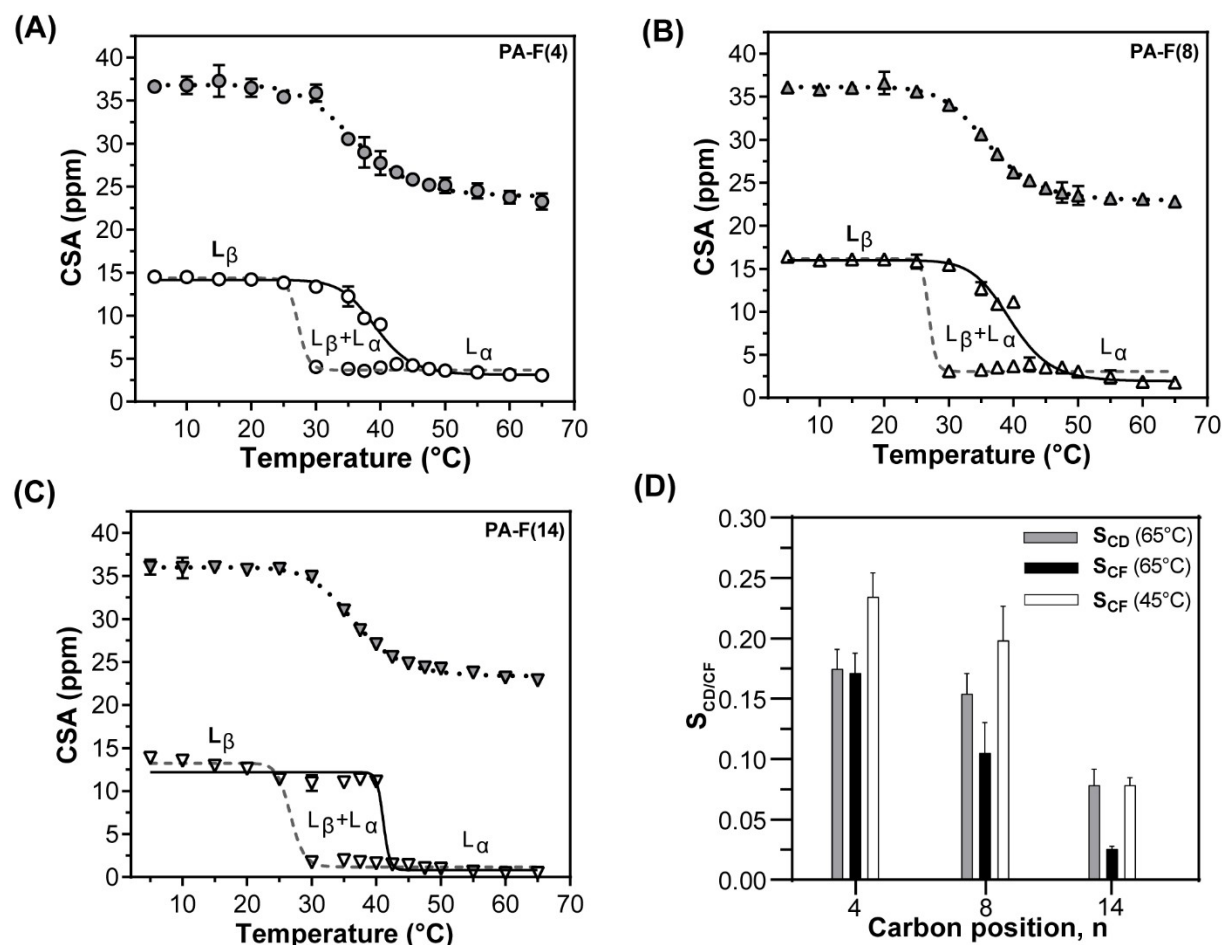 (A)
PA-F(4)
CSA (ppm)
40
35
30
25
20
15
10
5
0
Lβ
Lβ+Lα
Lα
10 20 30 40 50 60 70
Temperature (°C)
(B)
PA-F(8)
CSA (ppm)
40
35
30
25
20
15
10
5
0
Lβ
Lβ+Lα
Lα
10 20 30 40 50 60 70
Temperature (°C)
(C)
PA-F(14)
CSA (ppm)
40
35
30
25
20
15
10
5
0
Lβ
Lβ+Lα
Lα
10 20 30 40 50 60 70
Temperature (°C)
(D)
SCD/CF
0.30
0.25
0.20
0.15
0.10
0.05
0.00
SCD (65°C)
SCF (65°C)
SCF (45°C)
4 8 14
Carbon position, n